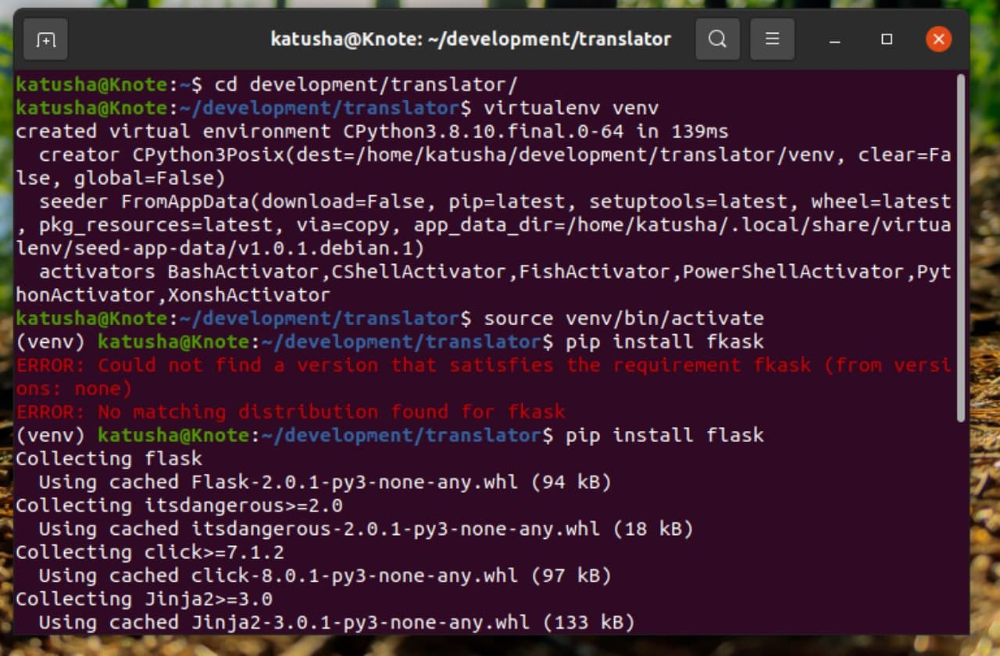 katusha@Knote: ~/development/translator
katusha@Knote:~$ cd development/translator/
katusha@Knote:~/development/translator$ virtualenv venv
created virtual environment CPython3.8.10.final.0-64 in 139ms
  creator CPython3Posix(dest=/home/katusha/development/translator/venv, clear=Fa
lse, global=False)
  seeder FromAppData(download=False, pip=latest, setuptools=latest, wheel=latest
, pkg_resources=latest, via=copy, app_data_dir=/home/katusha/.local/share/virtua
lenv/seed-app-data/v1.0.1.debian.1)
  activators BashActivator,CShellActivator,FishActivator,PowerShellActivator,Pyt
honActivator,XonshActivator
katusha@Knote:~/development/translator$ source venv/bin/activate
(venv) katusha@Knote:~/development/translator$ pip install fkask
ERROR: Could not find a version that satisfies the requirement fkask (from versi
ons: none)
ERROR: No matching distribution found for fkask
(venv) katusha@Knote:~/development/translator$ pip install flask
Collecting flask
  Using cached Flask-2.0.1-py3-none-any.whl (94 kB)
Collecting itsdangerous>=2.0
  Using cached itsdangerous-2.0.1-py3-none-any.whl (18 kB)
Collecting click>=7.1.2
  Using cached click-8.0.1-py3-none-any.whl (97 kB)
Collecting Jinja2>=3.0
  Using cached Jinja2-3.0.1-py3-none-any.whl (133 kB)